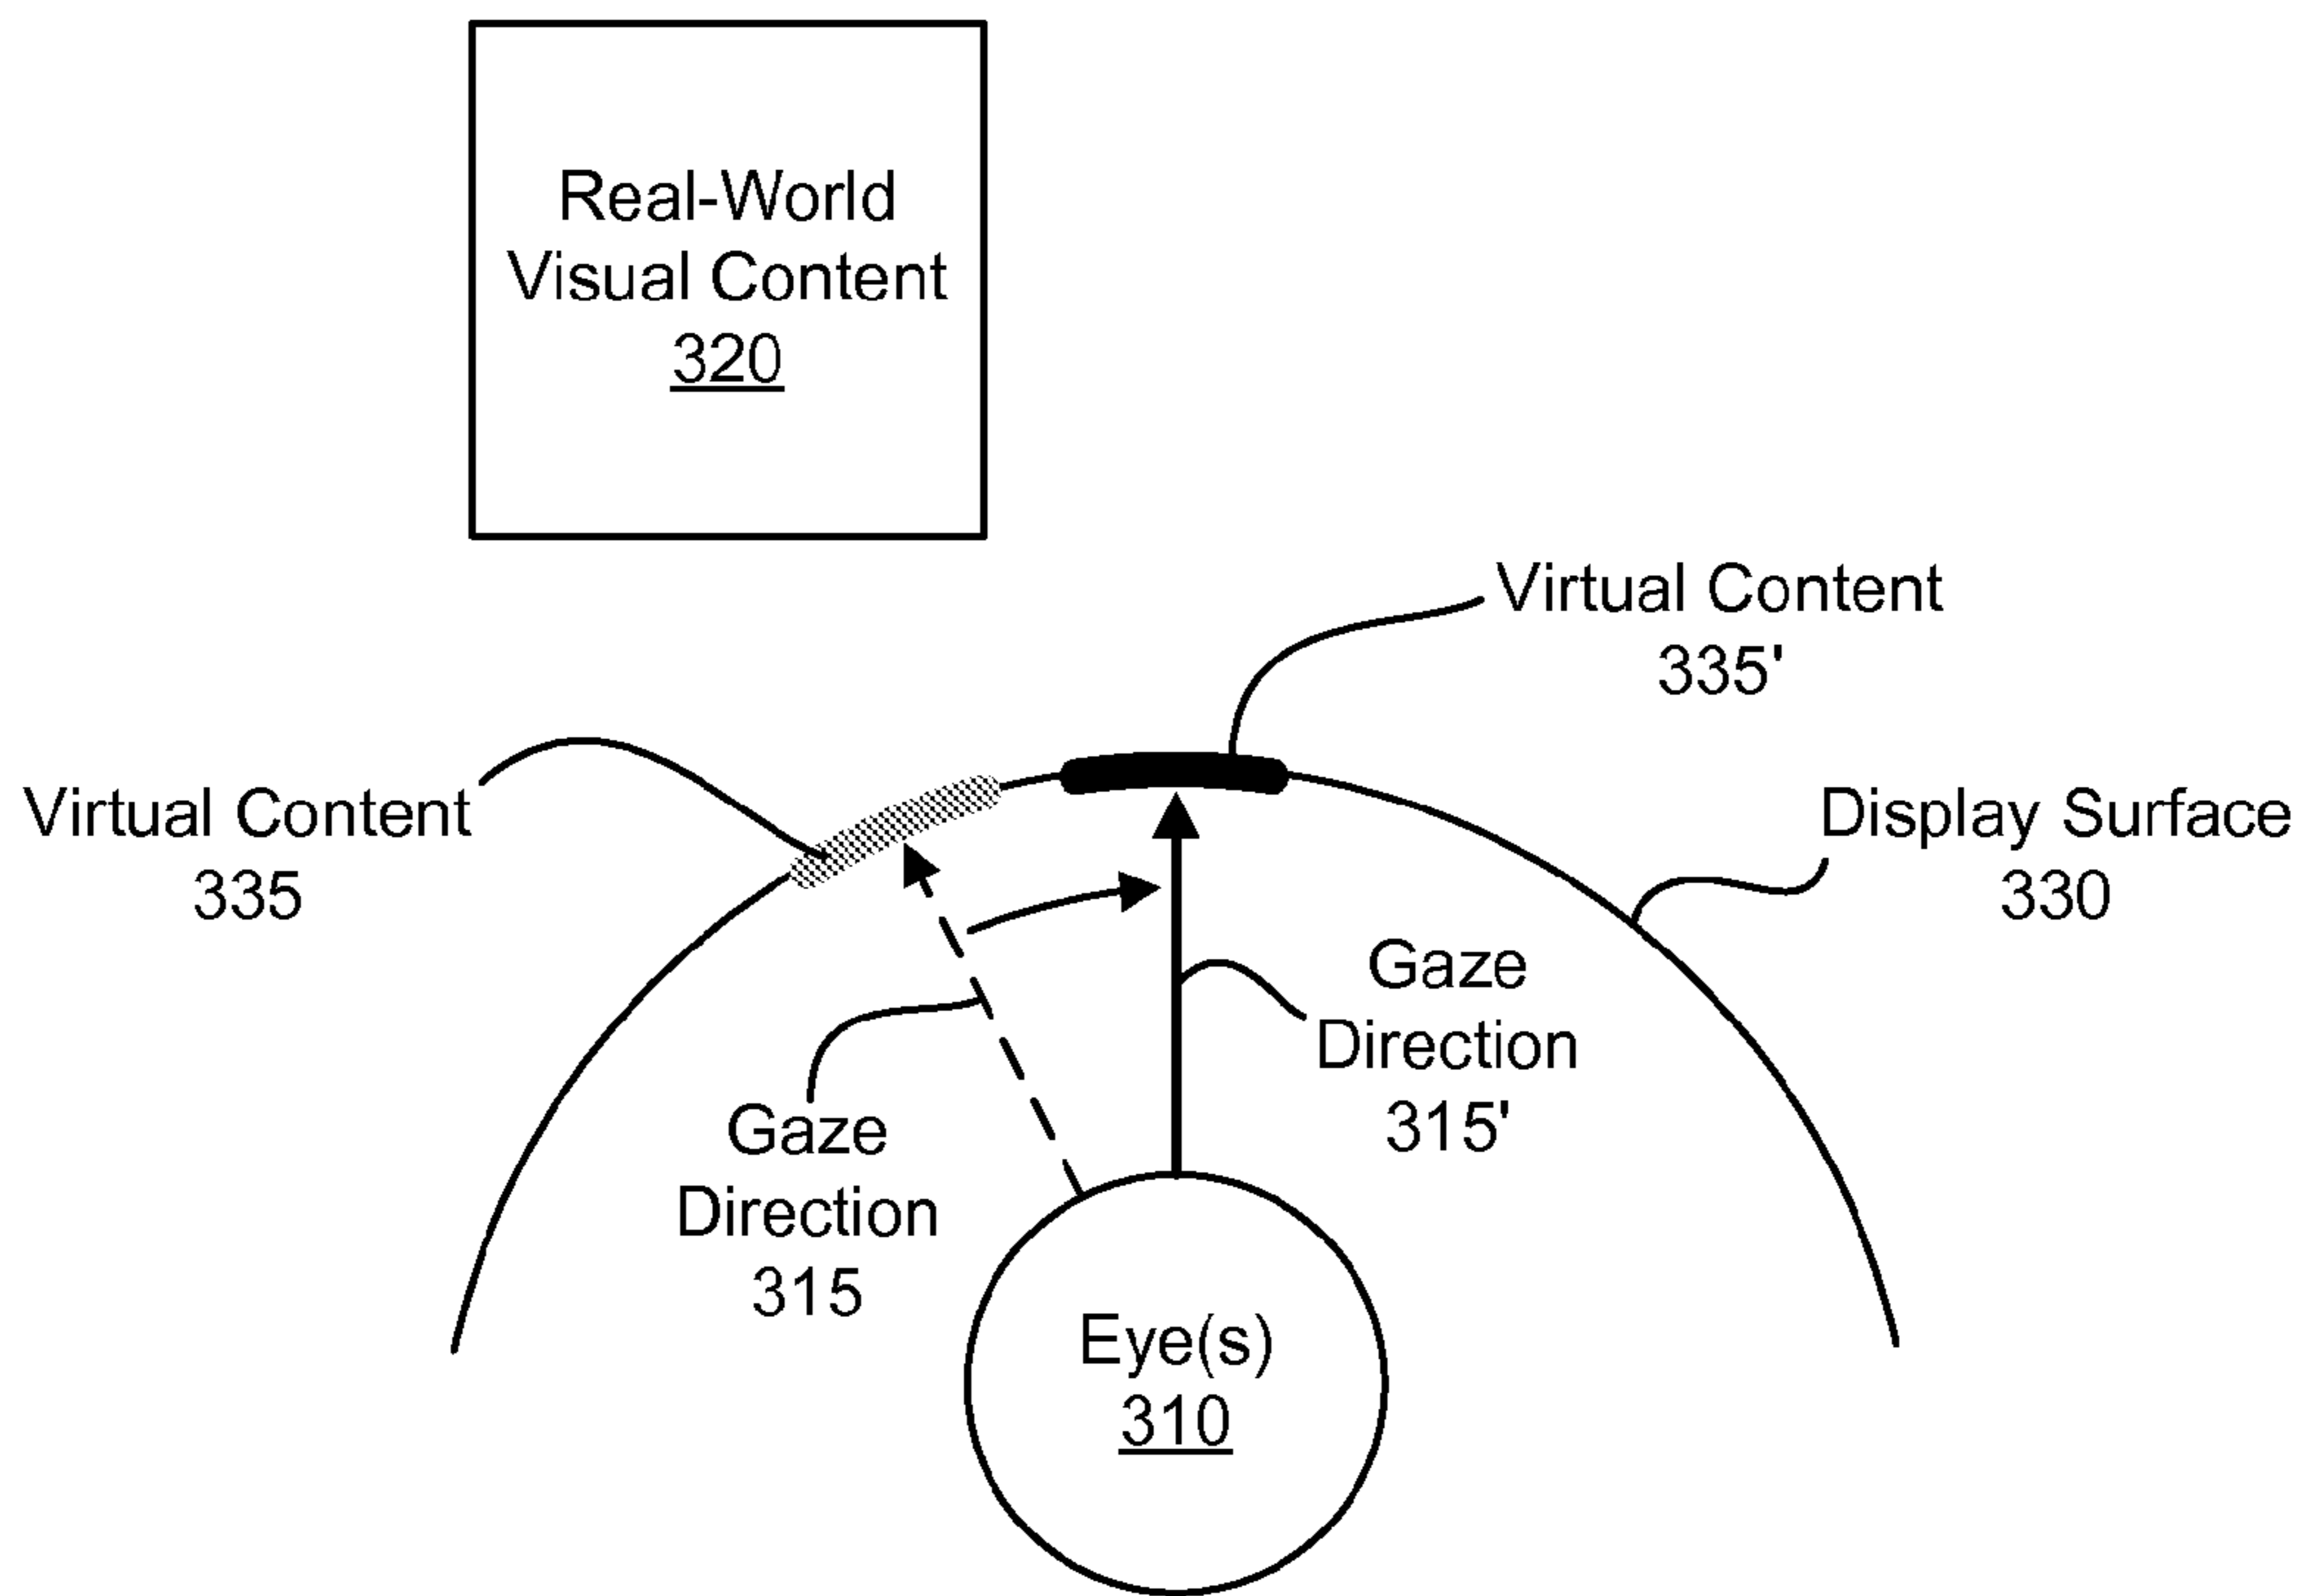 Real-World
Visual Content
320
Virtual Content
335'
Virtual Content
335
Display Surface
330
Gaze
Direction
315'
Gaze
Direction
315
Eye(s)
310